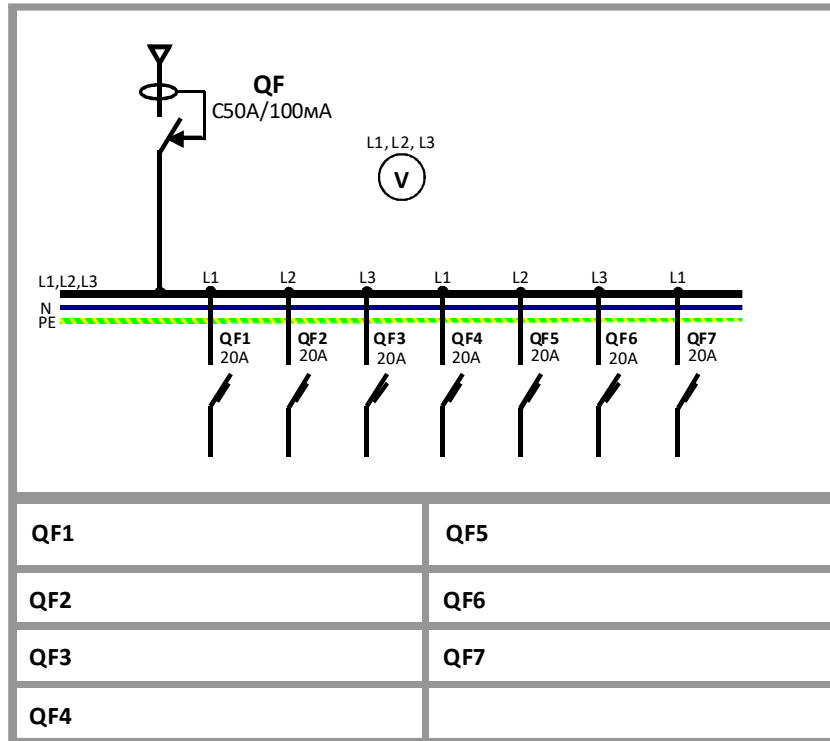 QF
C50A/100мА
L1, L2, L3
V
L1,L2,L3 L1 L2 L3 L1 L2 L3 L1
N
PE
QF1 QF2 QF3 QF4 QF5 QF6 QF7
20A 20A 20A 20A 20A 20A 20A
QF1 QF5
QF2 QF6
QF3 QF7
QF4